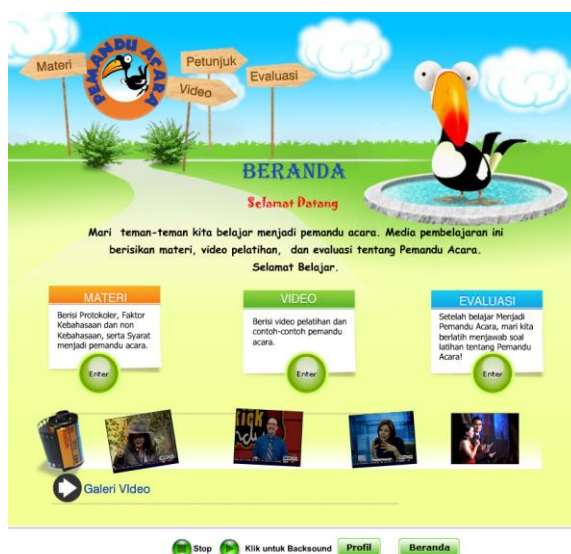 Materi
PEMANDU ACARA
Petunjuk
Video
Evaluasi
BERANDA
Selamat Datang
Mari teman-teman kita belajar menjadi pemandu acara. Media pembelajaran ini
berisikan materi, video pelatihan, dan evaluasi tentang Pemandu Acara.
Selamat Belajar.
MATERI
Berisi Protokoler, Faktor
Kebahasaan dan non
Kebahasaan, serta Syarat
menjadi pemandu acara.
Enter
VIDEO
Berisi video pelatihan dan
contoh-contoh pemandu
acara.
Enter
EVALUASI
Setelah belajar Menjadi
Pemandu Acara, mari kita
berlatih menjawab soal
latihan tentang Pemandu
Acara!
Enter
Galeri VIdeo
Stop
Klik untuk Backsound
Profil
Beranda